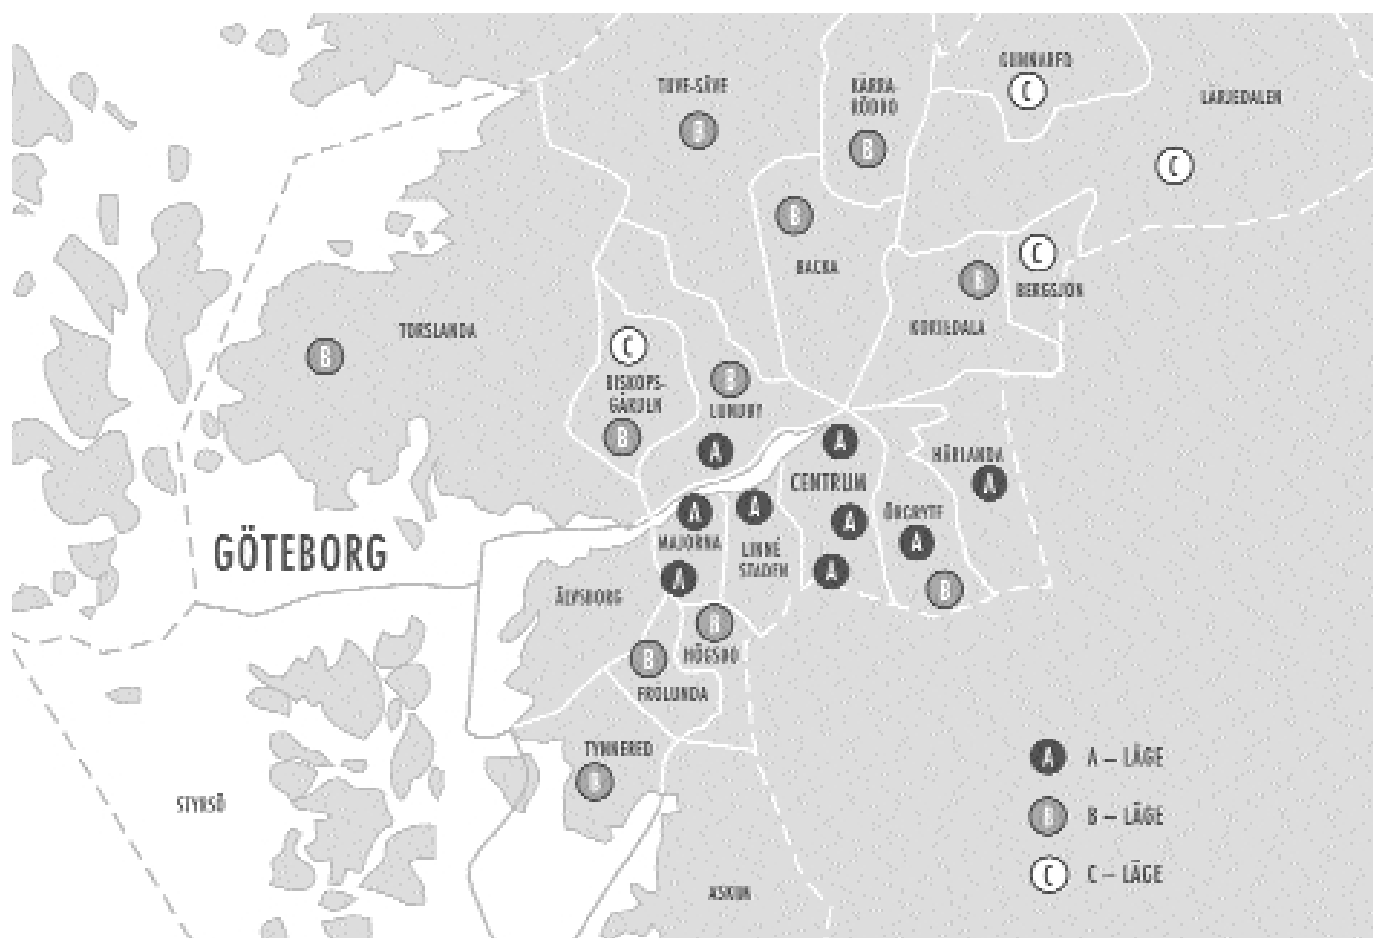 GUNNARED
C
TUVE-SÄVE
B
KÄRRA-
RÖDBO
B
LÄRJEDALEN
C
B
BACKA
C
BERGSJÖN
B
KORTEDALA
TORSLANDA
B
C
BISKOPS-
GÅRDEN
B
B
LUNDBY
A
A
CENTRUM
A
A
HÄRLANDA
A
ÖRGRYTE
A
B
A
MAJORNA
A
A
LINNÉ
STADEN
GÖTEBORG
ÄLVSBORG
B
HÖGSBO
B
FRÖLUNDA
TYNNERED
B
STYRSÖ
ASKIM
A A – LÄGE
B B – LÄGE
C C – LÄGE